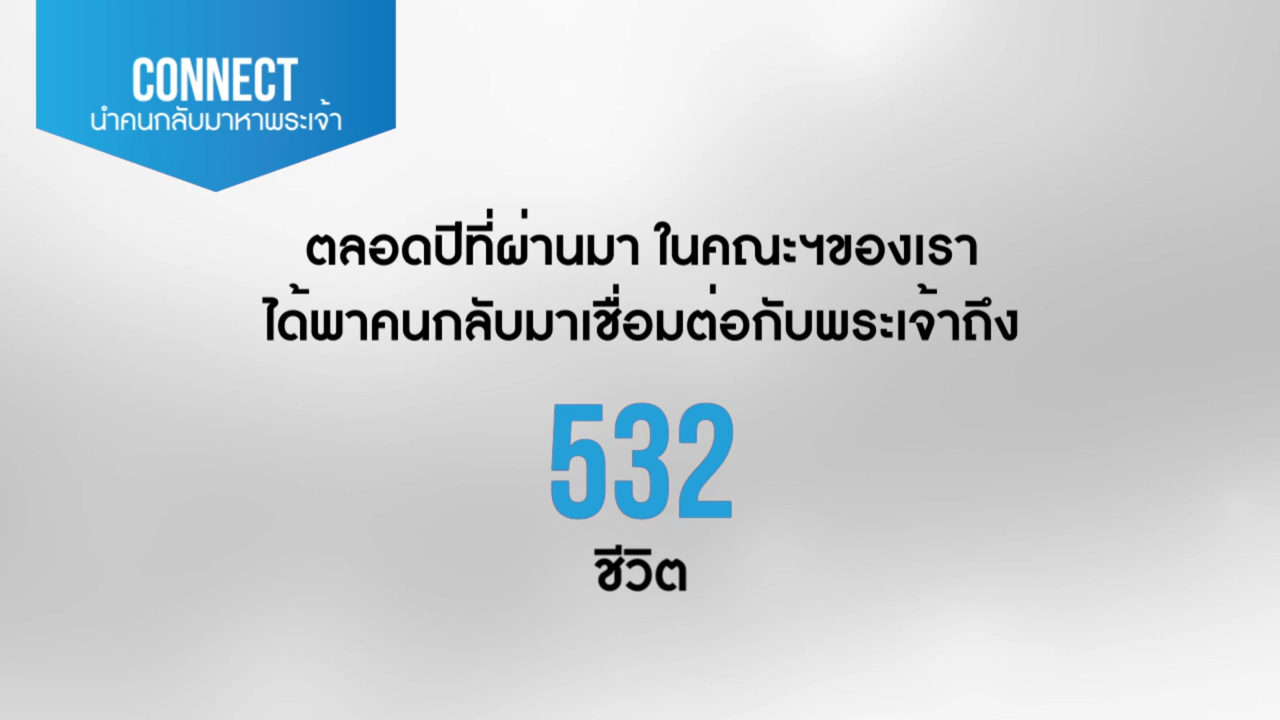 CONNECT
นำคนกลับมาหาพระเจ้า
ตลอดปีที่ผ่านมา ในคณะฯของเรา
ได้พาคนกลับมาเชื่อมต่อกับพระเจ้าถึง
532
ชีวิต